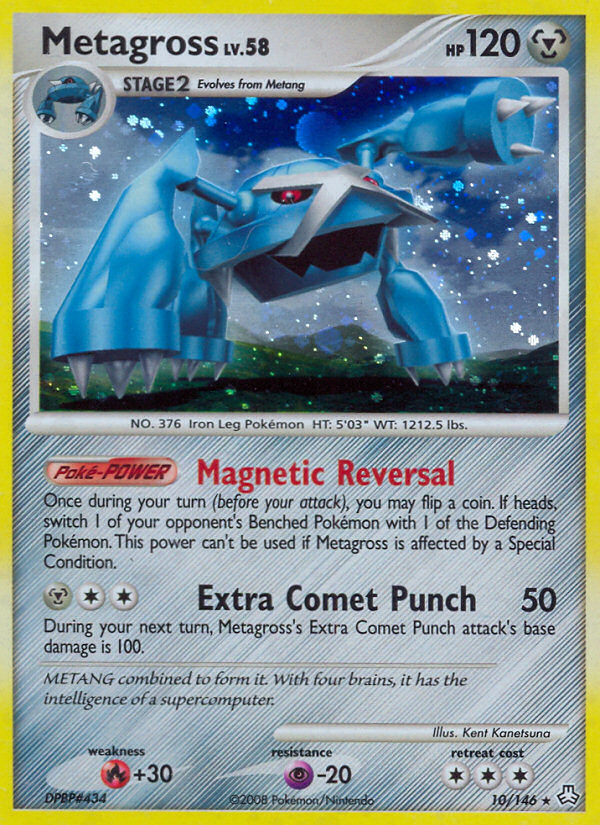 Metagross LV.58 HP 120
STAGE2 Evolves from Metang
NO. 376 Iron Leg Pokémon HT: 5'03" WT: 1212.5 lbs.
Poké-POWER Magnetic Reversal
Once during your turn (before your attack), you may flip a coin. If heads,
switch 1 of your opponent's Benched Pokémon with 1 of the Defending
Pokémon. This power can't be used if Metagross is affected by a Special
Condition.
Extra Comet Punch 50
During your next turn, Metagross's Extra Comet Punch attack's base
damage is 100.
METANG combined to form it. With four brains, it has the
intelligence of a supercomputer.
Illus. Kent Kanetsuna
weakness resistance retreat cost
+30 -20
DPBP#434 ©2008 Pokémon/Nintendo 10/146 ★